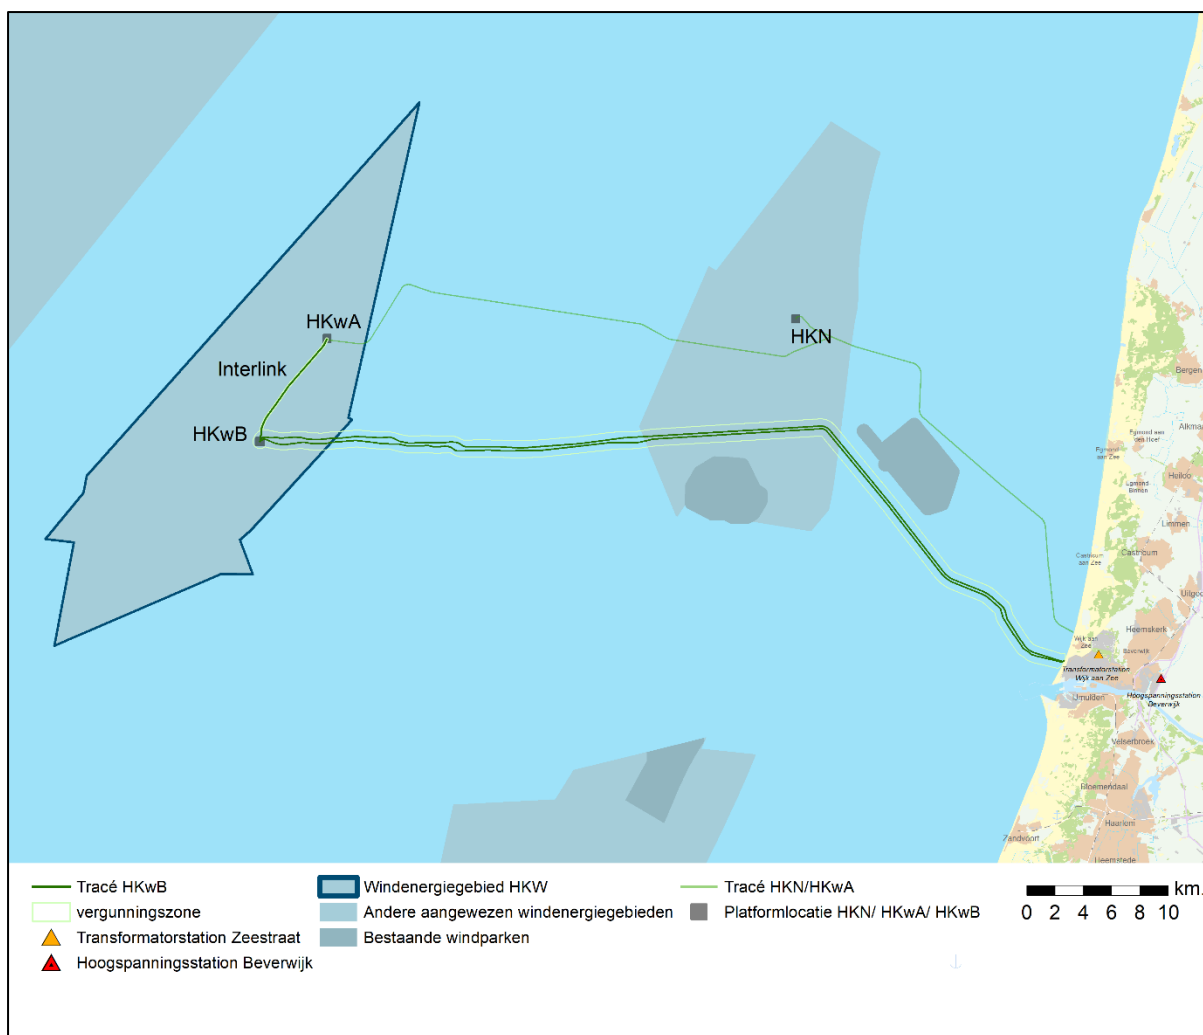 HKwA
HKN
Interlink
HKwB
Bergen
Alkma
Egmond
aan
den Hoef
Egmond
aan Zee
Heiloo
Egmond-
Binnen
Limmen
Castricum
aan Zee
Castricum
Uitgee
Heemskerk
Wijk aan
Zee
Beverwijk
Transformatorstation
Wijk aan Zee
IJmuiden
Hoogspanningsstation
Beverwijk
Velserbroek
Bloemendaal
Haarlem
Zandvoort
Heemstede
Tracé HKwB
Windenergiegebied HKW
Tracé HKN/HKwA
km.
vergunningszone
Andere aangewezen windenergiegebieden
Platformlocatie HKN/ HKwA/ HKwB
0 2 4 6 8 10
Transformatorstation Zeestraat
Bestaande windparken
Hoogspanningsstation Beverwijk